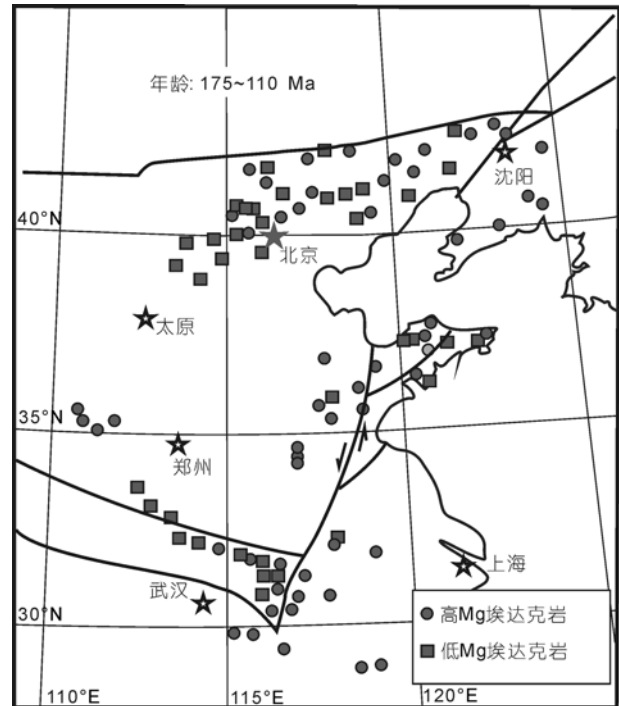 年龄: 175~110 Ma
沈阳
40°N
北京
太原
35°N
郑州
上海
武汉
高Mg埃达克岩
30°N
低Mg埃达克岩
110°E
115°E
120°E